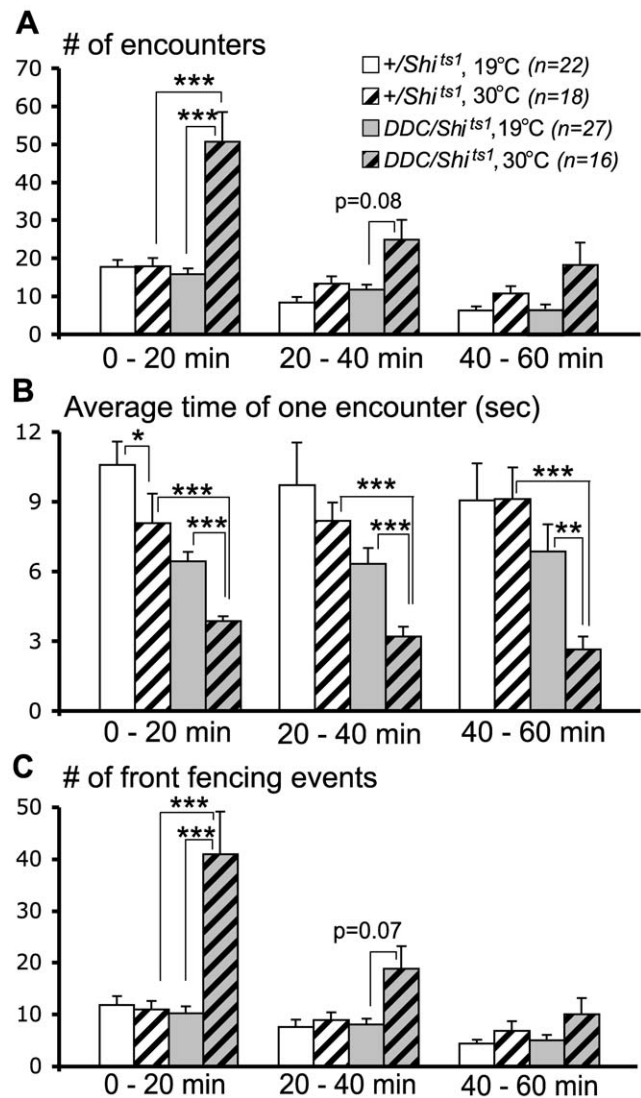 A
# of encounters
70
60
50
40
30
20
10
0
+/Shi^ts1, 19°C (n=22)
+/Shi^ts1, 30°C (n=18)
DDC/Shi^ts1, 19°C (n=27)
DDC/Shi^ts1, 30°C (n=16)
***
***
p=0.08
0 - 20 min 20 - 40 min 40 - 60 min
B
Average time of one encounter (sec)
12
9
6
3
0
*
***
***
***
***
***
**
0 - 20 min 20 - 40 min 40 - 60 min
C
# of front fencing events
50
40
30
20
10
0
***
***
p=0.07
0 - 20 min 20 - 40 min 40 - 60 min